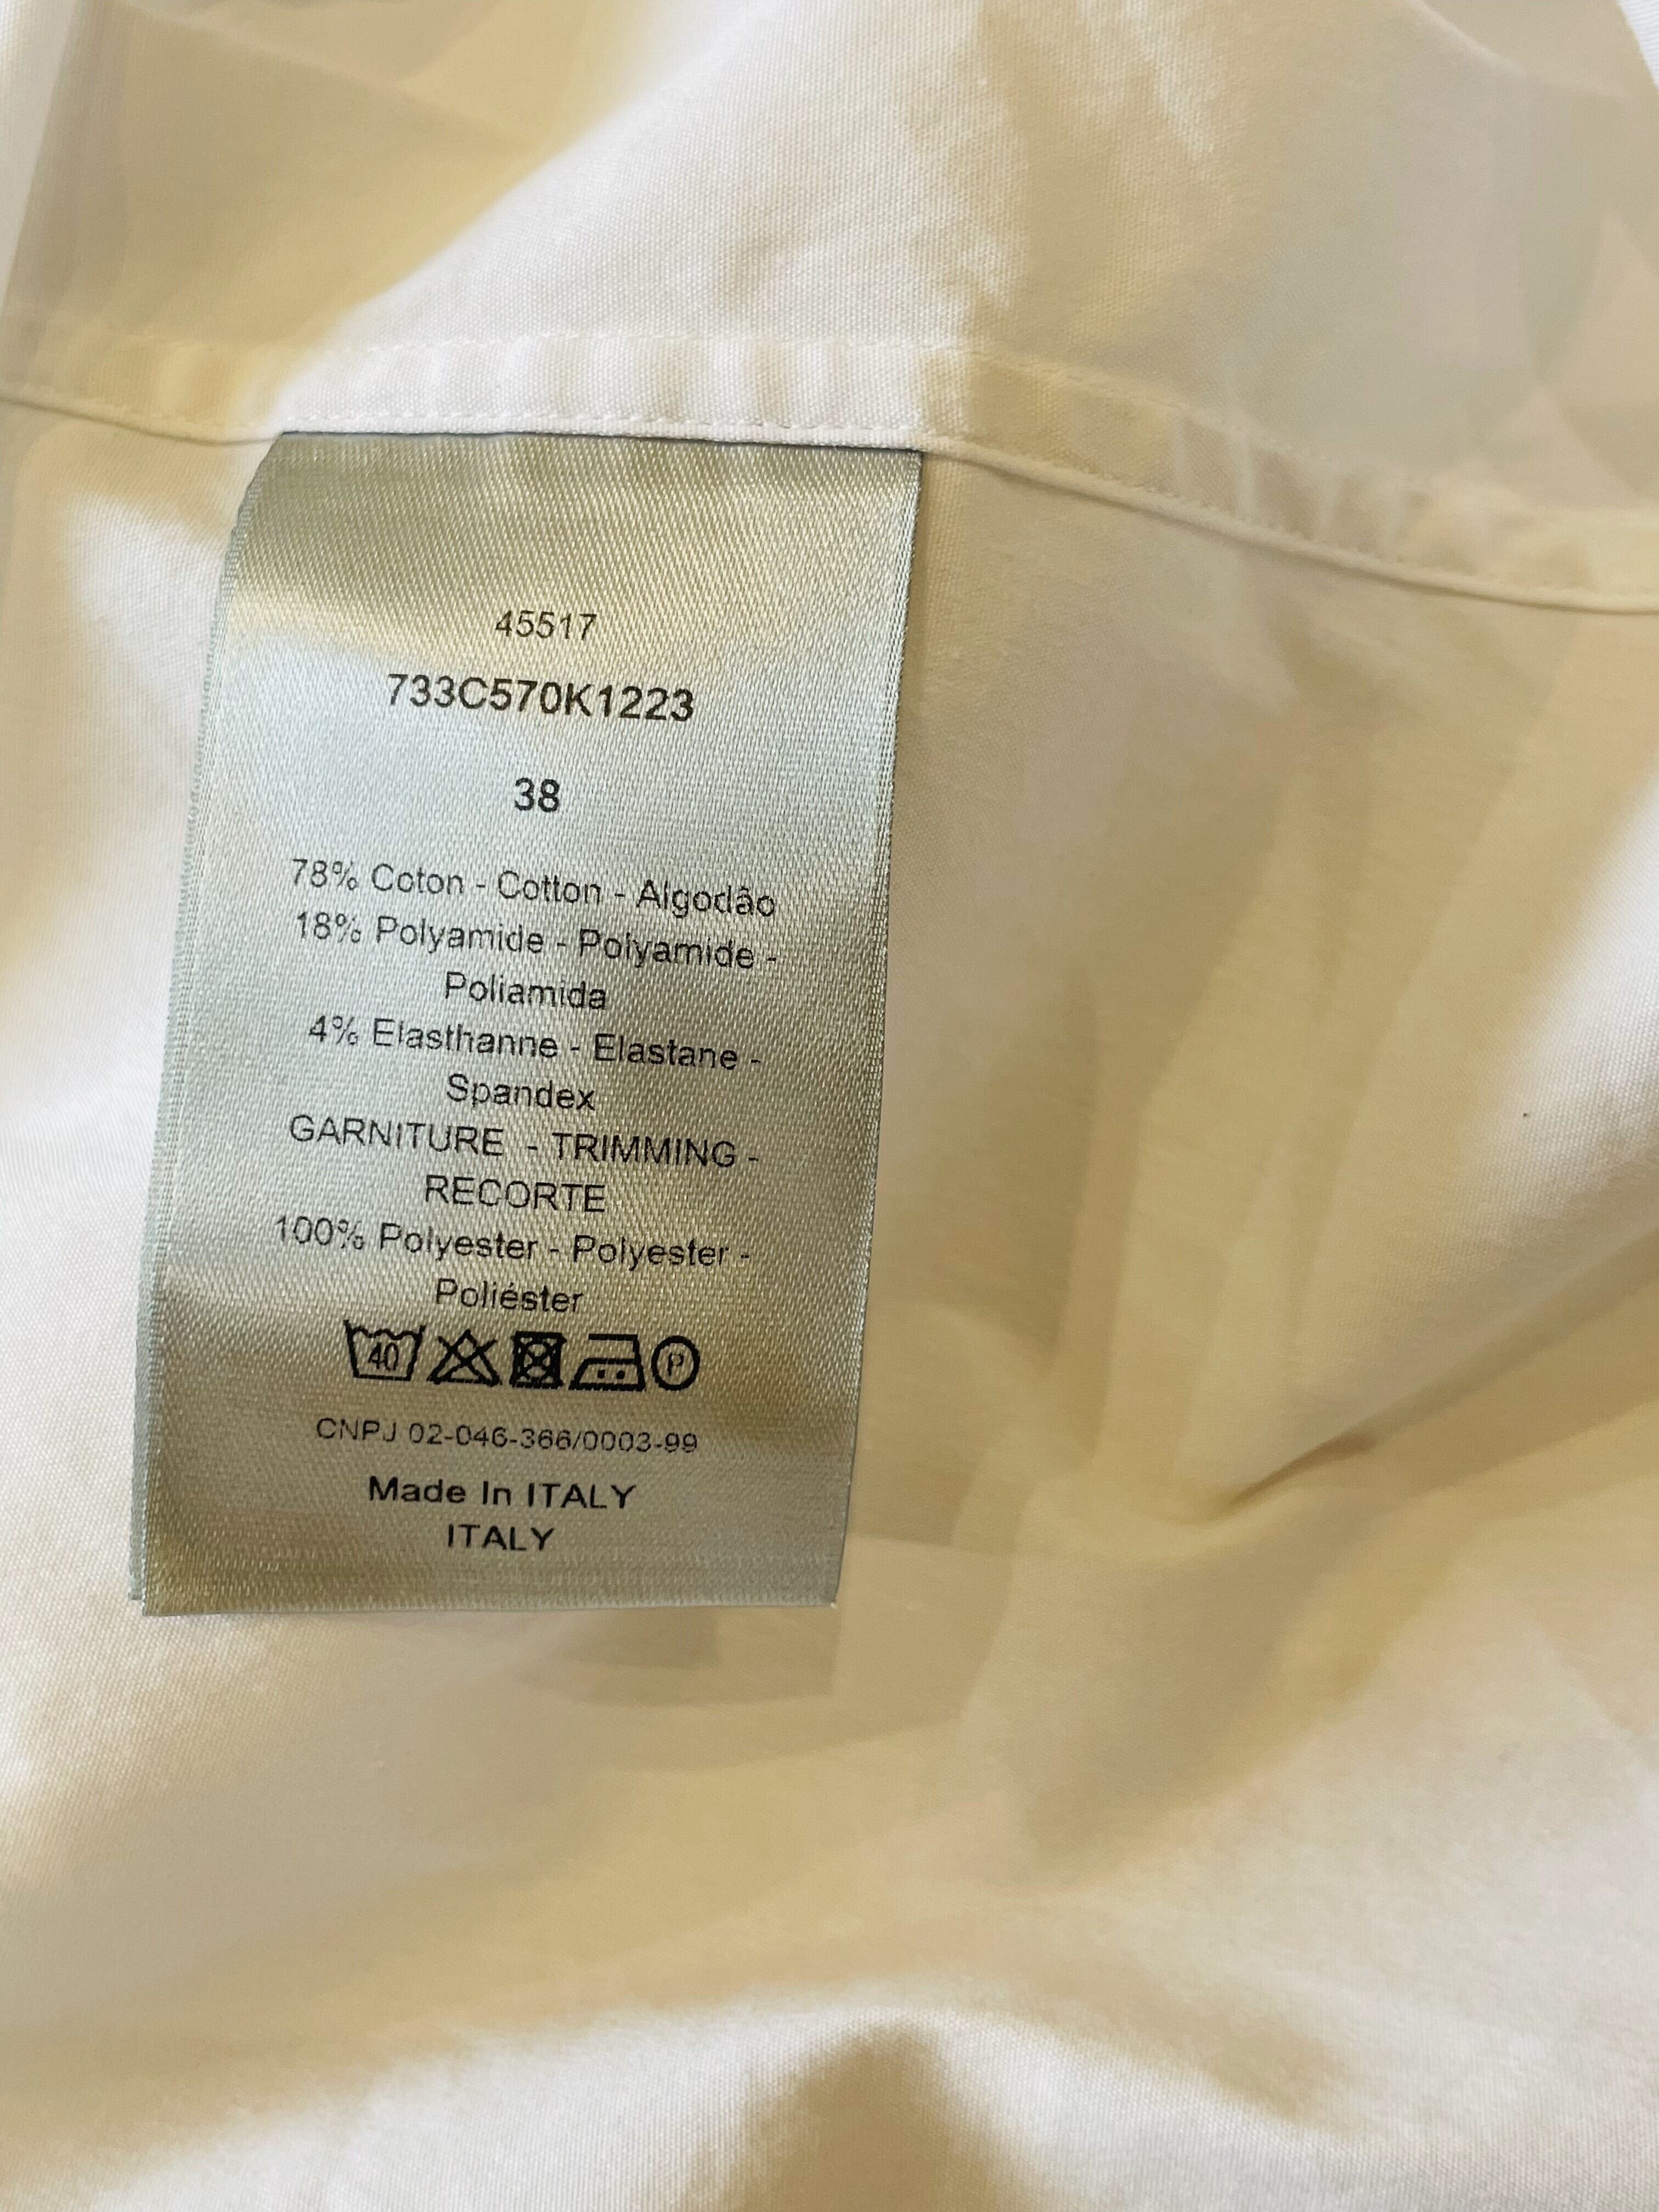 45517
733C570K1223
38
78% Coton - Cotton - Algodão
18% Polyamide - Polyamide -
Poliamida
4% Elasthanne - Elastane -
Spandex
GARNITURE - TRIMMING -
RECORTE
100% Polyester - Polyester -
Poliéster
40 P
CNPJ 02-046-366/0003-99
Made In ITALY
ITALY